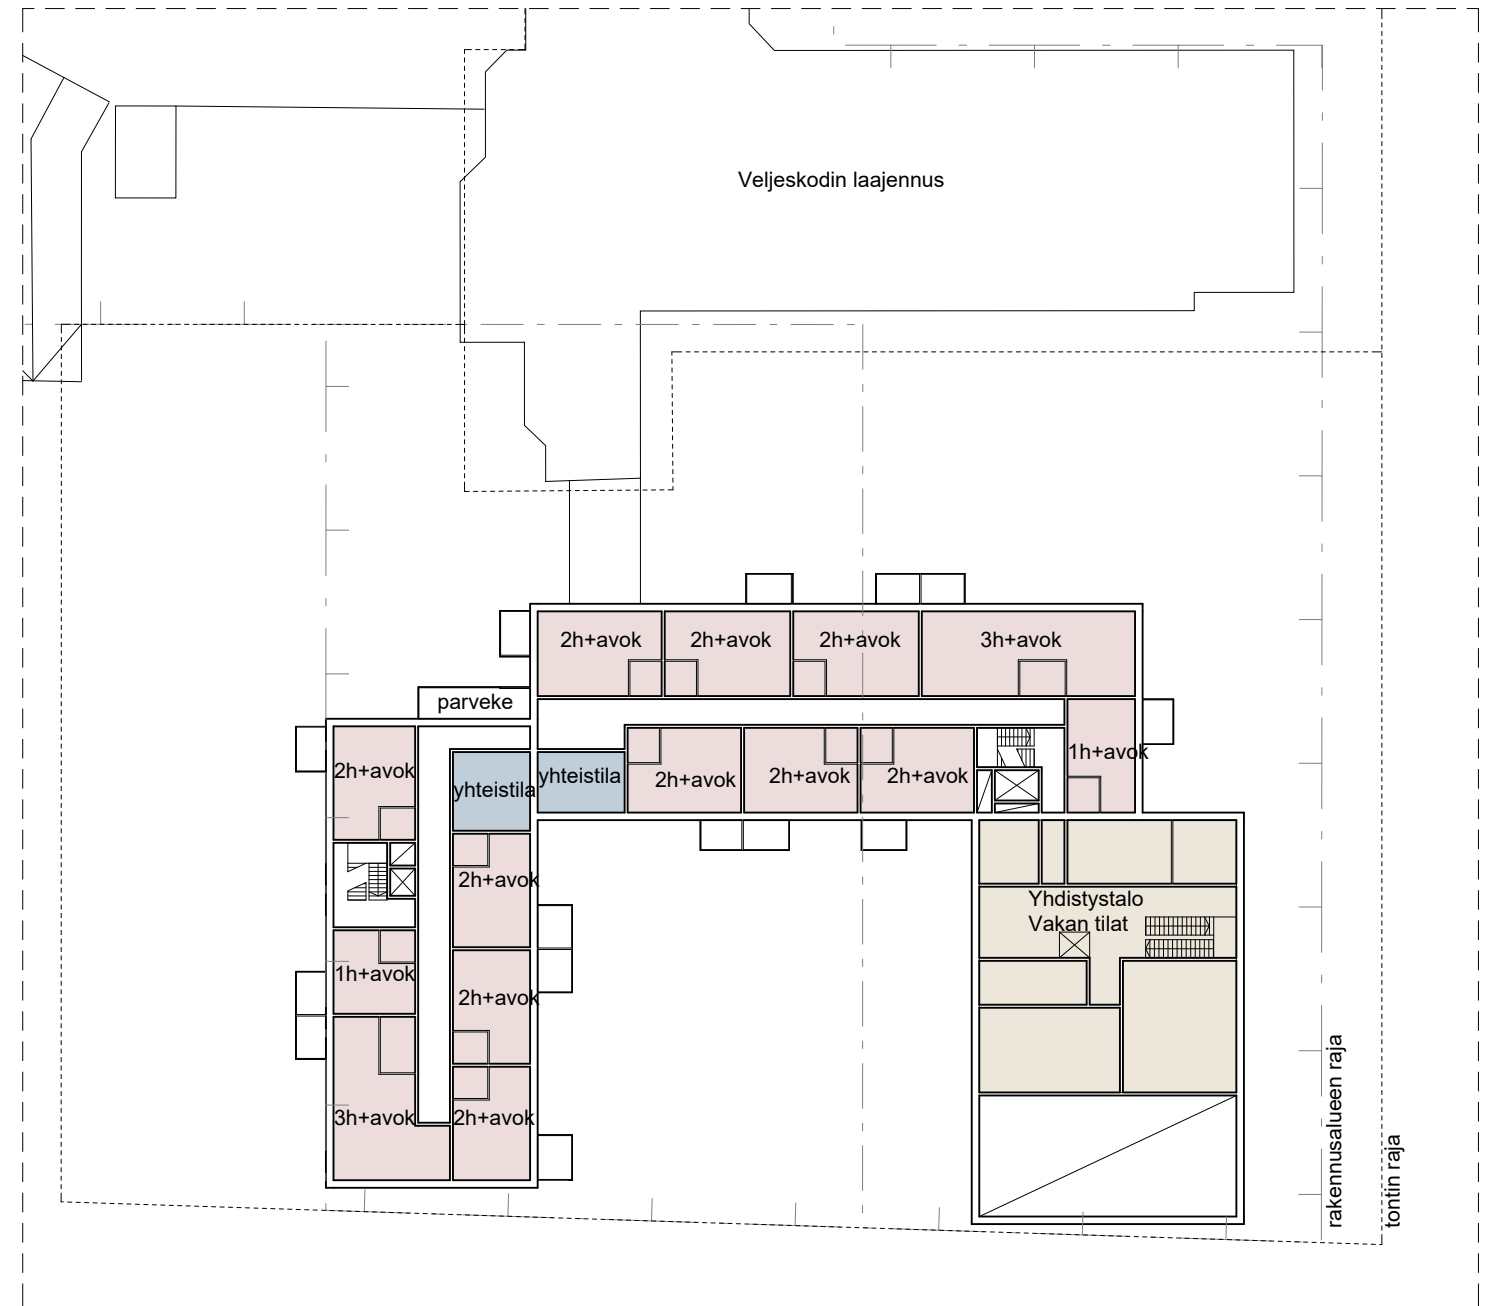 Veljeskodin laajennus
2h+avok
2h+avok
2h+avok
3h+avok
parveke
1h+avok
2h+avok
yhteistila
yhteistila
2h+avok
2h+avok
2h+avok
2h+avok
Yhdistystalo
Vakan tilat
1h+avok
2h+avok
3h+avok
2h+avok
rakennusalueen raja
tontin raja